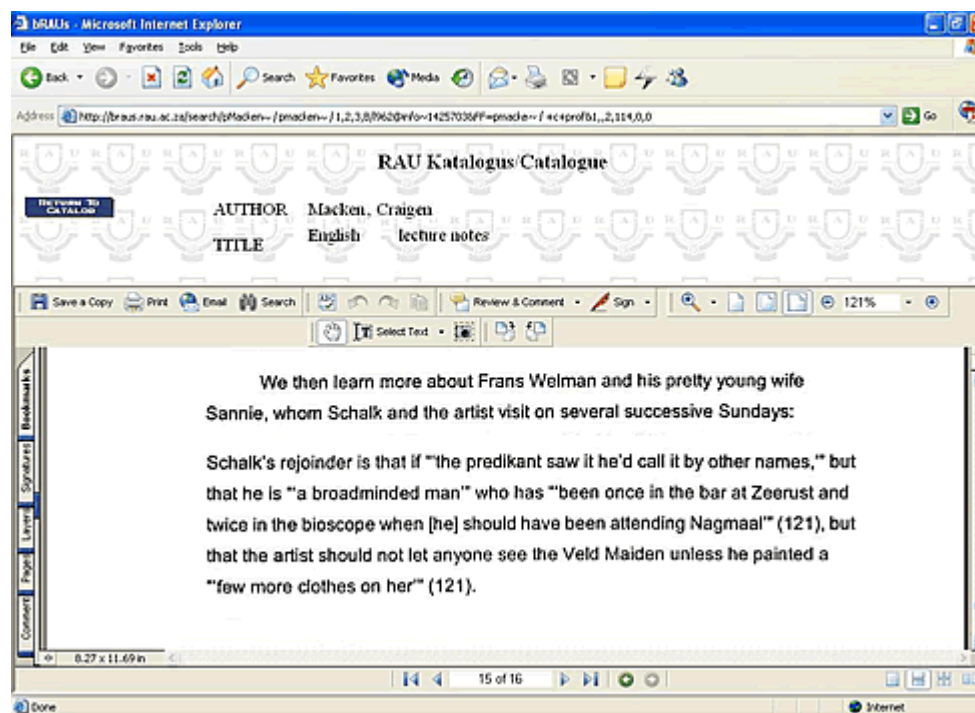 bRAUs - Microsoft Internet Explorer
File Edit View Favorites Tools Help
Back Search Favorites Media
Address Go
RAU Katalogus/Catalogue
RETURN TO
CATALOG
AUTHOR Macken, Craigen
TITLE English lecture notes
Save a Copy Print Email Search Review & Comment Sign 121%
Select Text
Bookmarks
Signatures
Layers
Pages
Comment
We then learn more about Frans Welman and his pretty young wife
Sannie, whom Schalk and the artist visit on several successive Sundays:
Schalk's rejoinder is that if "'the predikant saw it he'd call it by other names,'" but
that he is "'a broadminded man'" who has "'been once in the bar at Zeerust and
twice in the bioscope when [he] should have been attending Nagmaal'" (121), but
that the artist should not let anyone see the Veld Maiden unless he painted a
"'few more clothes on her'" (121).
8.27 x 11.69 in
15 of 16
Done Internet